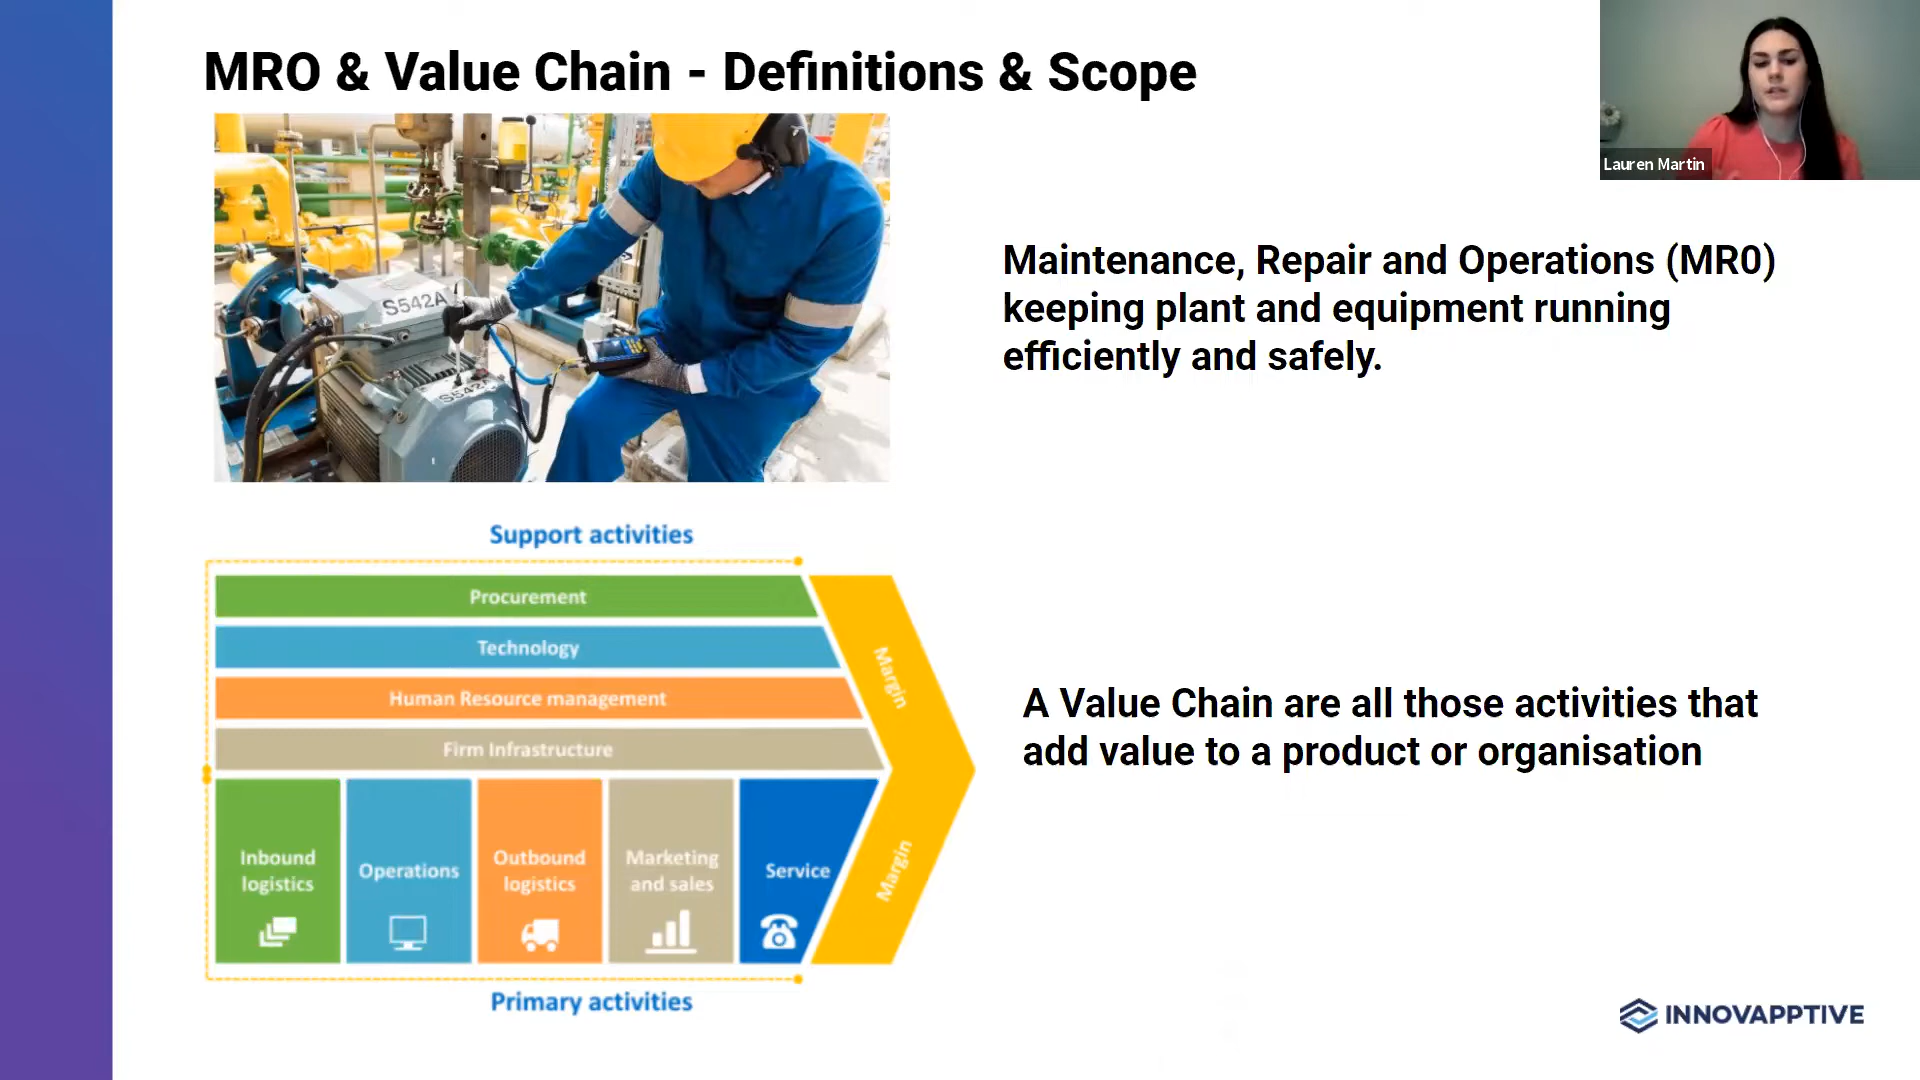 MRO & Value Chain - Definitions & Scope
Lauren Martin
S542A
S542
Maintenance, Repair and Operations (MR0)
keeping plant and equipment running
efficiently and safely.
Support activities
Procurement
Technology
Human Resource management
Firm Infrastructure
Margin
Margin
Inbound
logistics
Operations
Outbound
logistics
Marketing
and sales
Service
Primary activities
A Value Chain are all those activities that
add value to a product or organisation
INNOVAPPTIVE